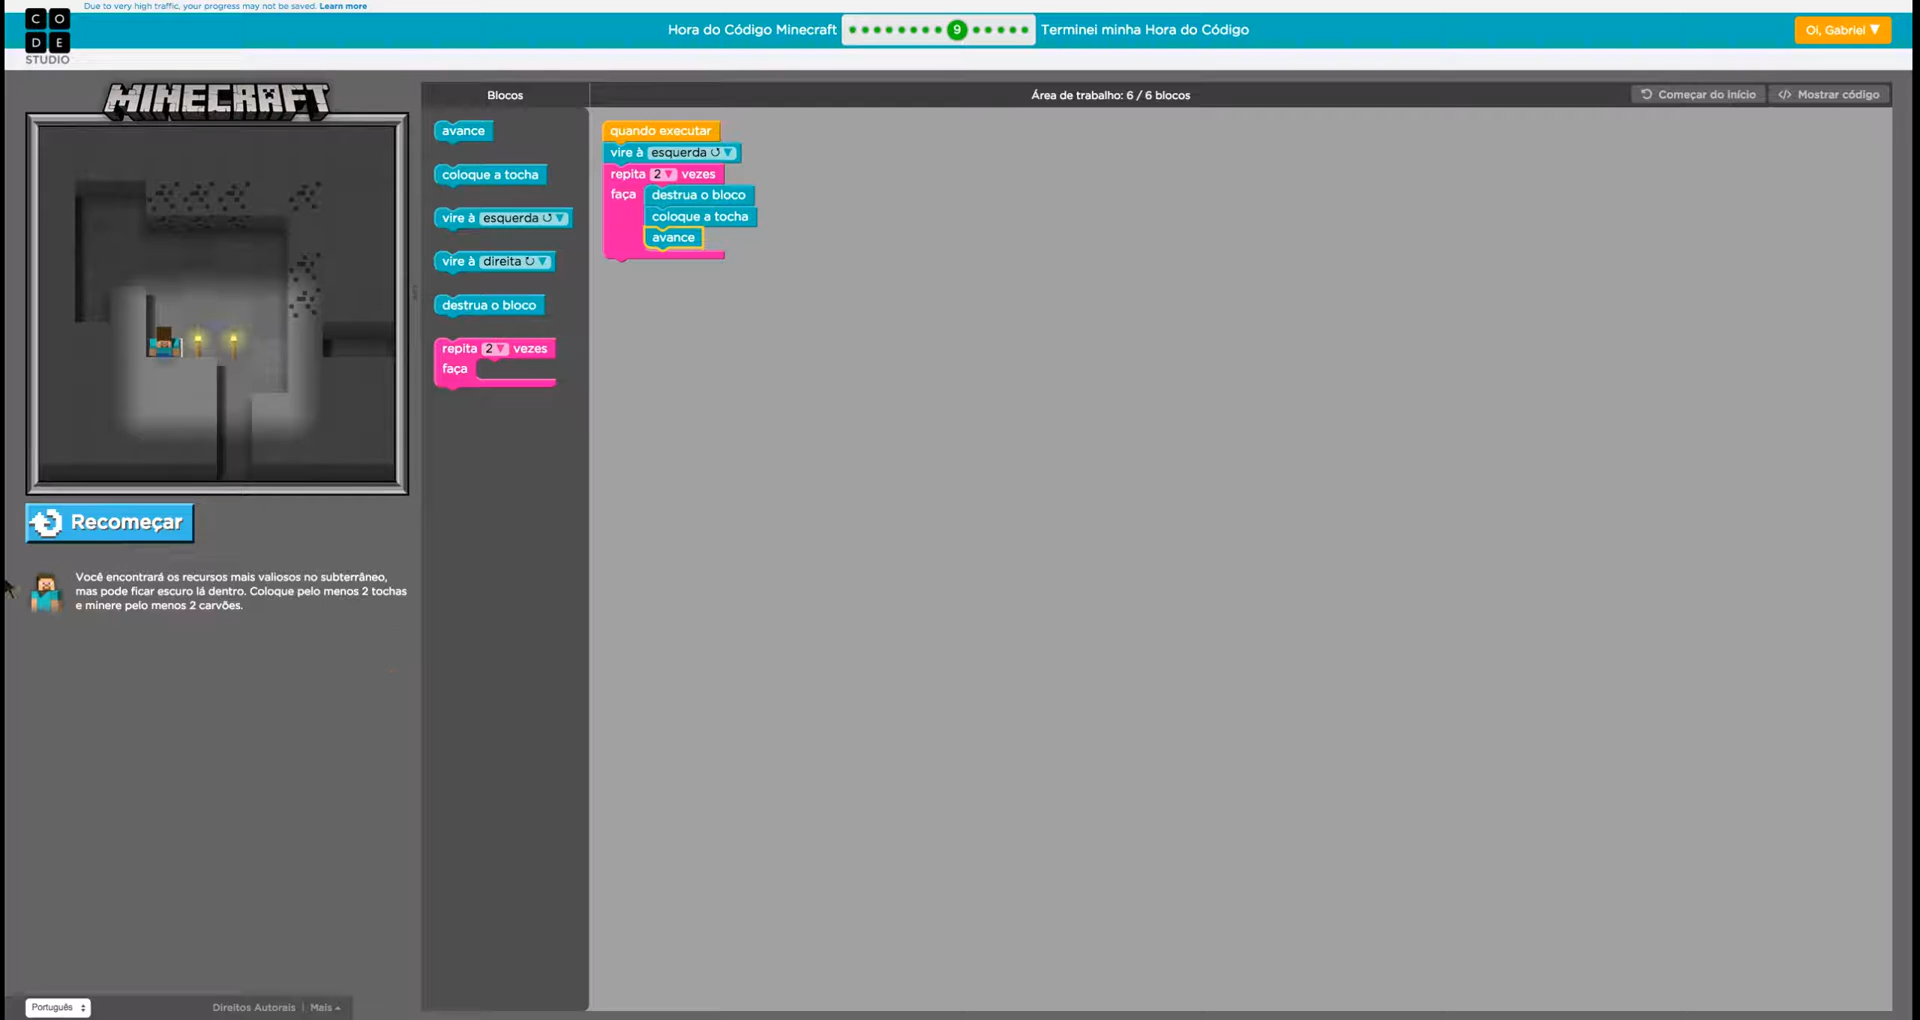 Due to very high traffic, your progress may not be saved. Learn more
C O
D E
STUDIO
Hora do Código Minecraft 9 Terminei minha Hora do Código
Oi, Gabriel ▼
MINECRAFT
Blocos
Área de trabalho: 6 / 6 blocos
Começar do início
</> Mostrar código
avance
coloque a tocha
vire à esquerda ↺▼
vire à direita ↻▼
destrua o bloco
repita 2▼ vezes
faça
quando executar
vire à esquerda ↺▼
repita 2▼ vezes
faça destrua o bloco
coloque a tocha
avance
Recomeçar
Você encontrará os recursos mais valiosos no subterrâneo,
mas pode ficar escuro lá dentro. Coloque pelo menos 2 tochas
e minere pelo menos 2 carvões.
Português
Direitos Autorais | Mais